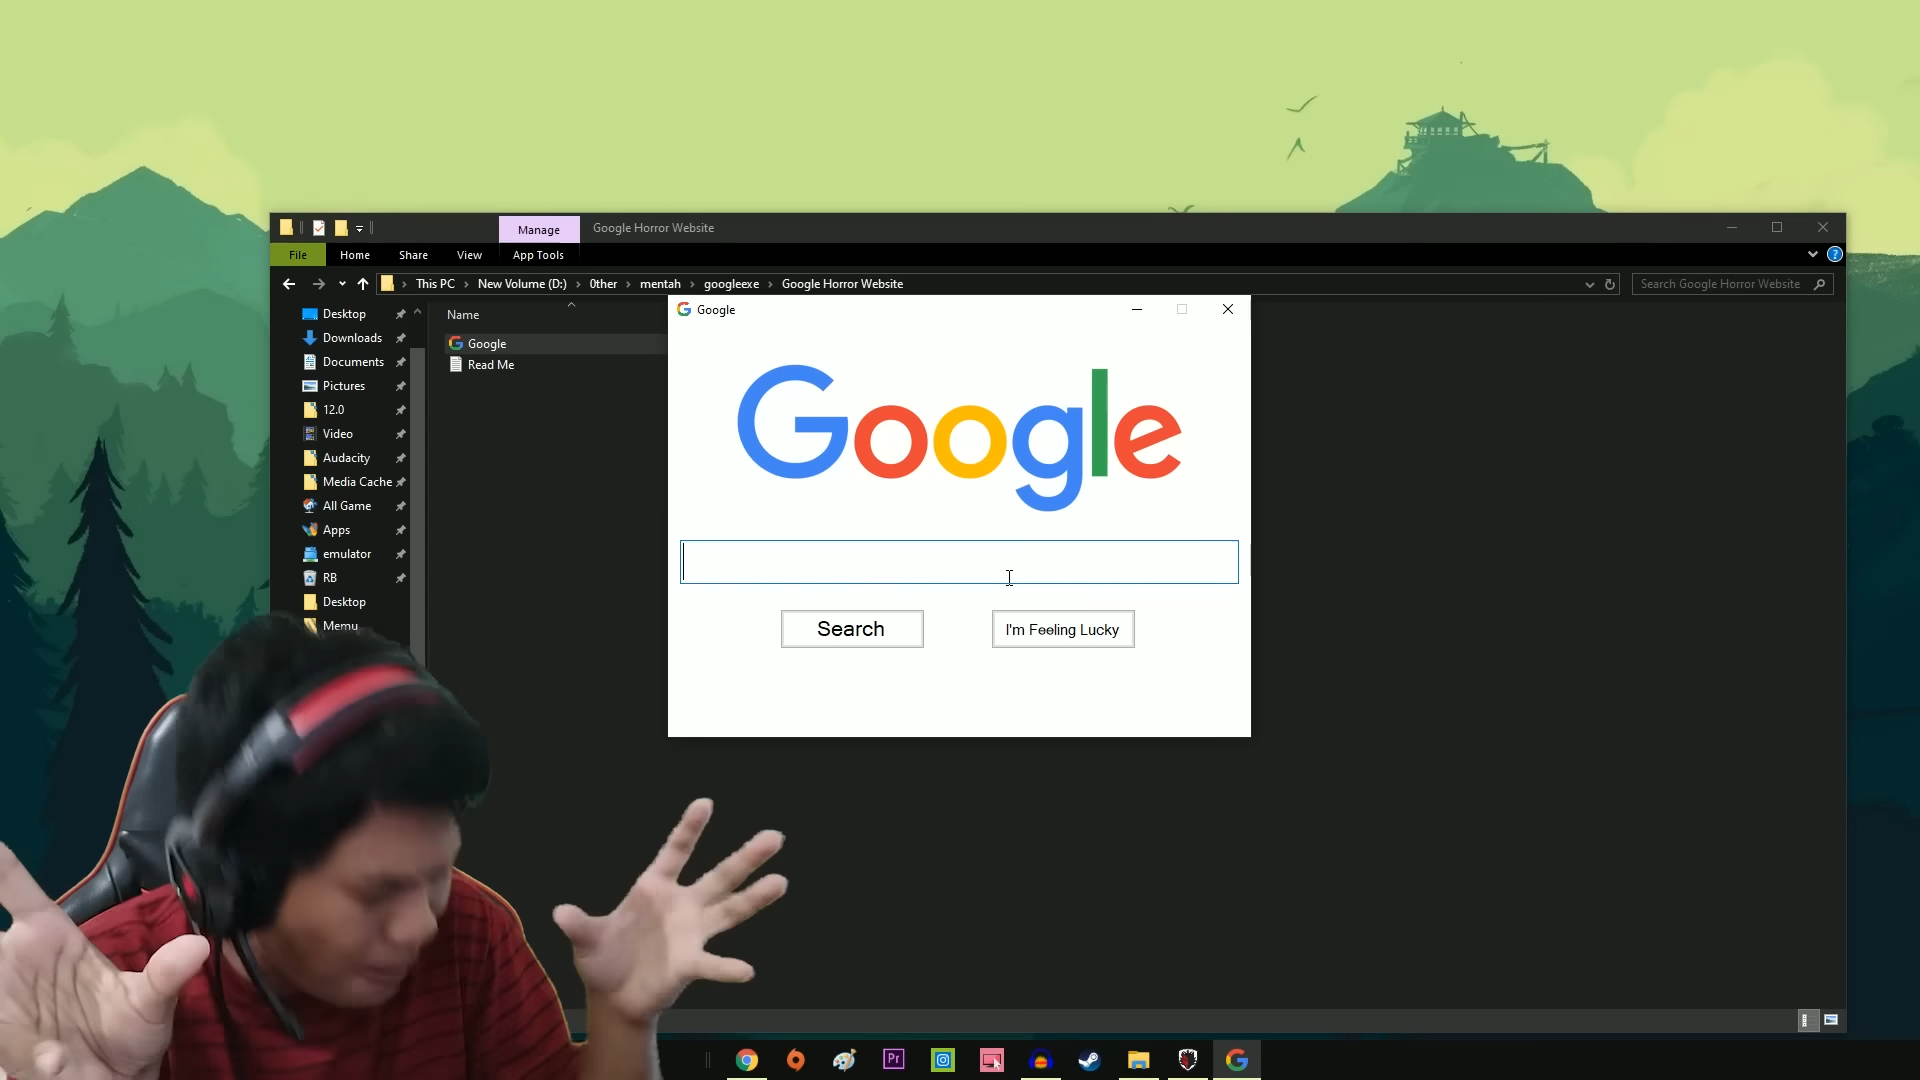 Manage
Google Horror Website
File
Home
Share
View
App Tools
This PC
New Volume (D:)
0ther
mentah
googleexe
Google Horror Website
Search Google Horror Website
Desktop
Downloads
Documents
Pictures
12.0
Video
Audacity
Media Cache
All Game
Apps
emulator
RB
Desktop
Memu
Name
Google
Read Me
Google
Google
Search
I'm Feeling Lucky
Pr